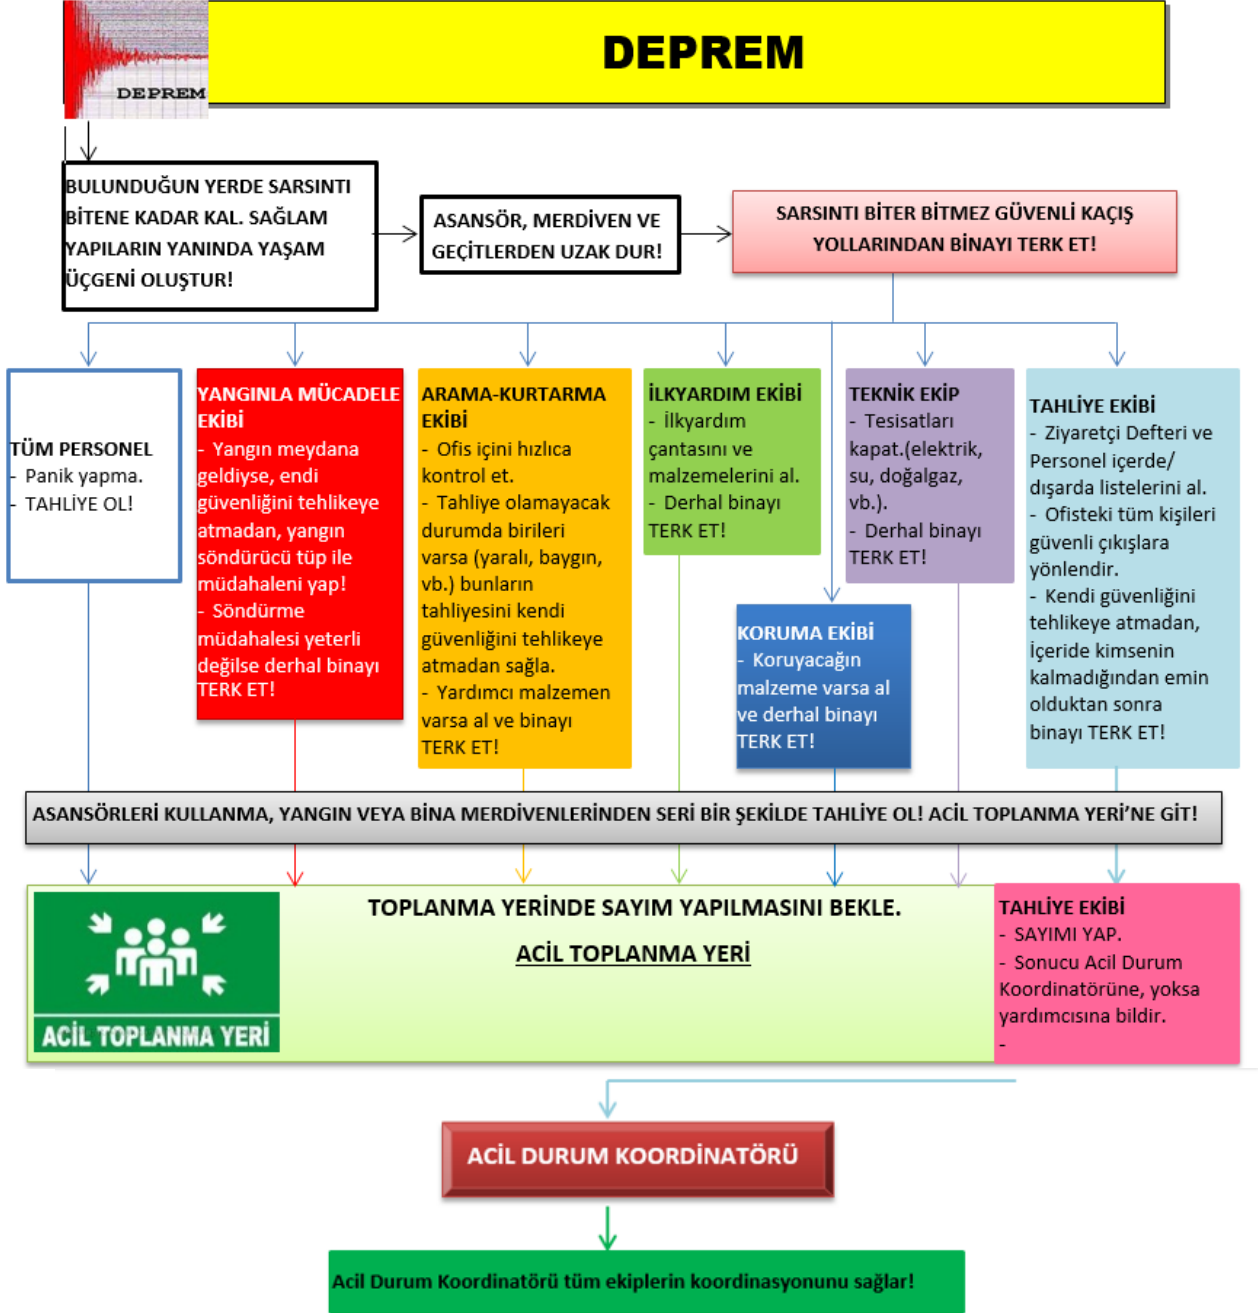 DEPREM
DEPREM
BULUNDUĞUN YERDE SARSINTI
BİTENE KADAR KAL. SAĞLAM
YAPILARIN YANINDA YAŞAM
ÜÇGENİ OLUŞTUR!
ASANSÖR, MERDİVEN VE
GEÇİTLERDEN UZAK DUR!
SARSINTI BİTER BİTMEZ GÜVENLİ KAÇIŞ
YOLLARINDAN BİNAYI TERK ET!
TÜM PERSONEL
- Panik yapma.
- TAHLİYE OL!
YANGINLA MÜCADELE
EKİBİ
- Yangın meydana
geldiyse, endi
güvenliğini tehlikeye
atmadan, yangın
söndürücü tüp ile
müdahaleni yap!
- Söndürme
müdahalesi yeterli
değilse derhal binayı
TERK ET!
ARAMA-KURTARMA
EKİBİ
- Ofis içini hızlıca
kontrol et.
- Tahliye olamayacak
durumda birileri
varsa (yaralı, baygın,
vb.) bunların
tahliyesini kendi
güvenliğini tehlikeye
atmadan sağla.
- Yardımcı malzemen
varsa al ve binayı
TERK ET!
İLKYARDIM EKİBİ
- İlkyardım
çantasını ve
malzemelerini al.
- Derhal binayı
TERK ET!
KORUMA EKİBİ
- Koruyacağın
malzeme varsa al
ve derhal binayı
TERK ET!
TEKNİK EKİP
- Tesisatları
kapat.(elektrik,
su, doğalgaz,
vb.).
- Derhal binayı
TERK ET!
TAHLİYE EKİBİ
- Ziyaretçi Defteri ve
Personel içerde/
dışarda listelerini al.
- Ofisteki tüm kişileri
güvenli çıkışlara
yönlendir.
- Kendi güvenliğini
tehlikeye atmadan,
İçeride kimsenin
kalmadığından emin
olduktan sonra
binayı TERK ET!
ASANSÖRLERİ KULLANMA, YANGIN VEYA BİNA MERDİVENLERİNDEN SERİ BİR ŞEKİLDE TAHLİYE OL! ACİL TOPLANMA YERİ'NE GİT!
TOPLANMA YERİNDE SAYIM YAPILMASINI BEKLE.
ACİL TOPLANMA YERİ
ACİL TOPLANMA YERİ
TAHLİYE EKİBİ
- SAYIMI YAP.
- Sonucu Acil Durum
Koordinatörüne, yoksa
yardımcısına bildir.
-
ACİL DURUM KOORDİNATÖRÜ
Acil Durum Koordinatörü tüm ekiplerin koordinasyonunu sağlar!